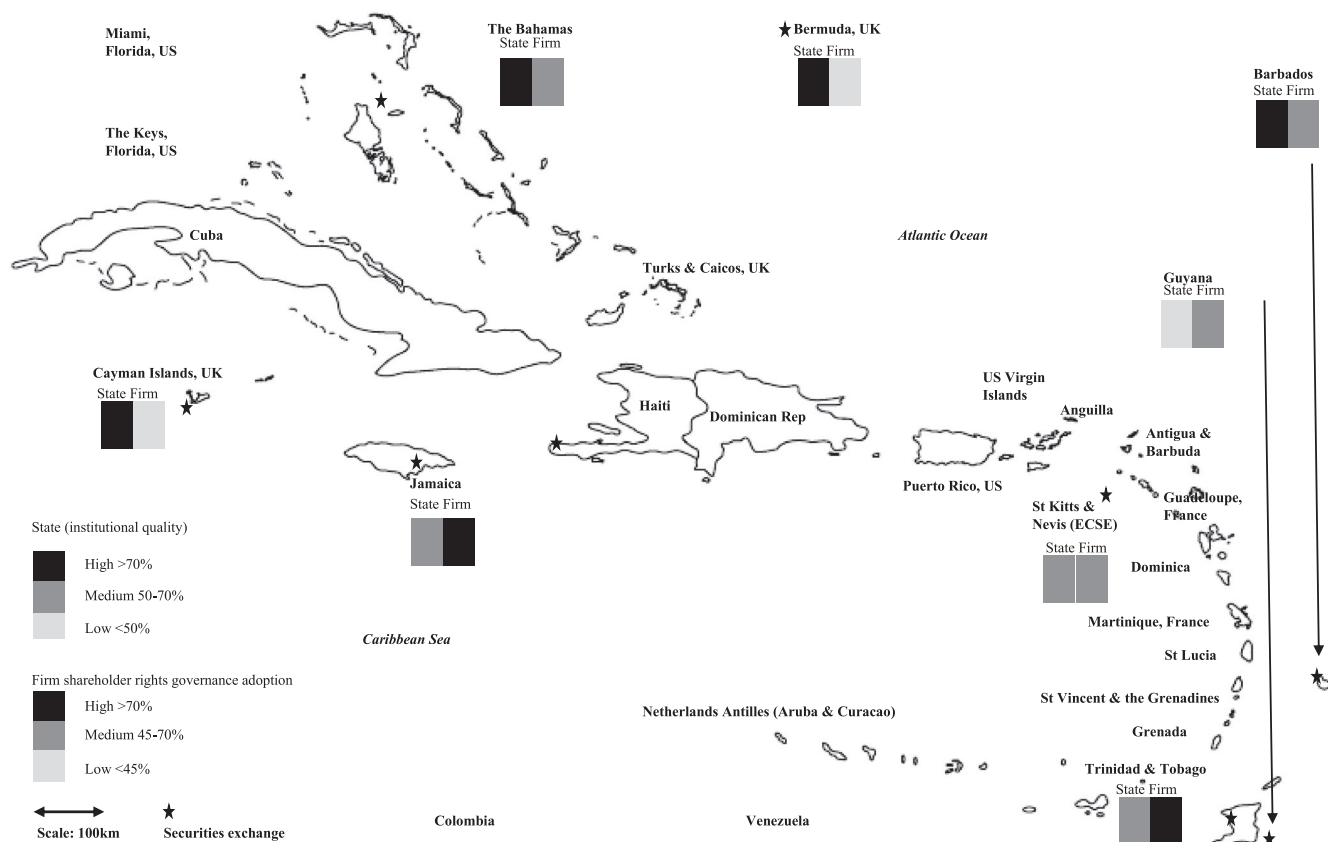 Miami,
Florida, US
The Bahamas
State Firm
Bermuda, UK
State Firm
Barbados
State Firm
The Keys,
Florida, US
Cuba
Atlantic Ocean
Turks & Caicos, UK
Guyana
State Firm
Cayman Islands, UK
State Firm
Haiti
Dominican Rep
US Virgin
Islands
Anguilla
Antigua &
Barbuda
Jamaica
State Firm
Puerto Rico, US
St Kitts &
Nevis (ECSE)
State Firm
Guadeloupe,
France
Dominica
State (institutional quality)
High >70%
Medium 50-70%
Low <50%
Caribbean Sea
Martinique, France
St Lucia
Firm shareholder rights governance adoption
High >70%
Medium 45-70%
Low <45%
St Vincent & the Grenadines
Netherlands Antilles (Aruba & Curacao)
Grenada
Trinidad & Tobago
State Firm
Scale: 100km
Securities exchange
Colombia
Venezuela